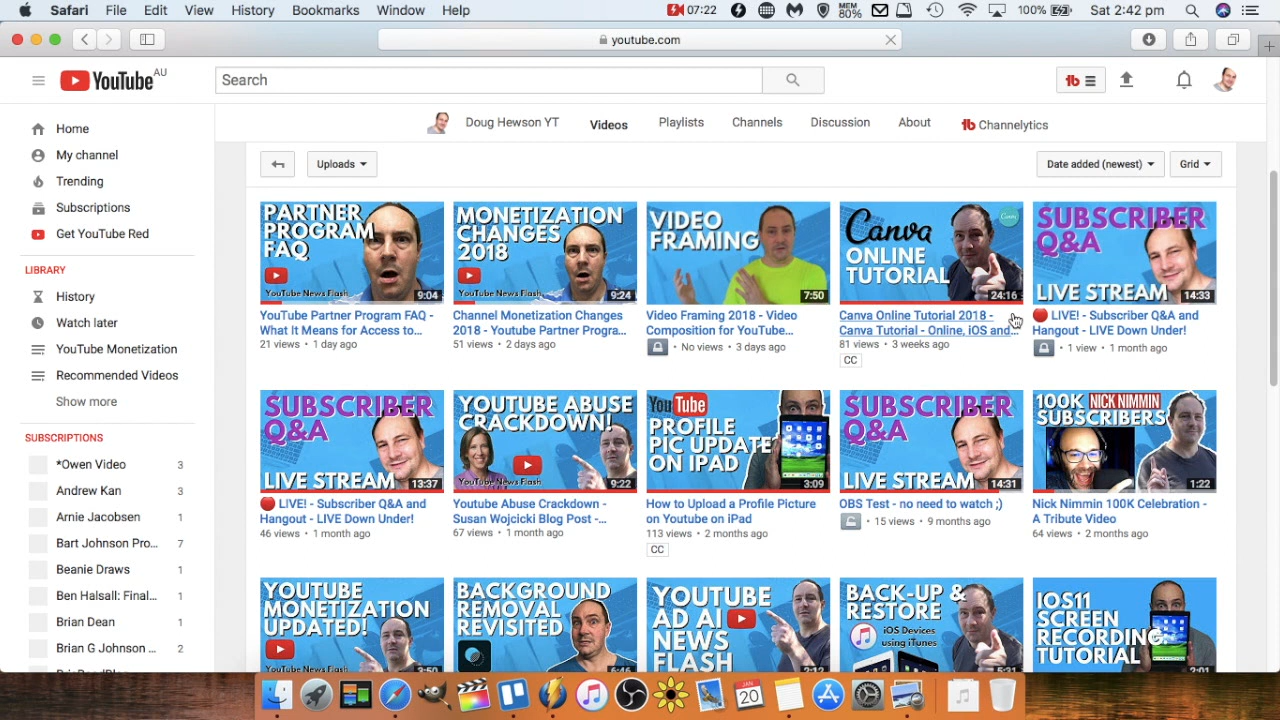 Safari File Edit View History Bookmarks Window Help 07:22 MEM 80% 100% Sat 2:42 pm
youtube.com
YouTube AU
Search
Doug Hewson YT Videos Playlists Channels Discussion About Channelytics
Home
My channel
Trending
Subscriptions
Get YouTube Red
LIBRARY
History
Watch later
YouTube Monetization
Recommended Videos
Show more
SUBSCRIPTIONS
*Owen Video 3
Andrew Kan 3
Arnie Jacobsen 1
Bart Johnson Pro... 7
Beanie Draws 1
Ben Halsall: Final... 1
Brian Dean 1
Brian G Johnson ... 2
Uploads
Date added (newest)
Grid
PARTNER
PROGRAM
FAQ
YouTube News Flash
9:04
YouTube Partner Program FAQ -
What It Means for Access to...
21 views • 1 day ago
MONETIZATION
CHANGES
2018
YouTube News Flash
9:24
Channel Monetization Changes
2018 - Youtube Partner Progra...
51 views • 2 days ago
VIDEO
FRAMING
7:50
Video Framing 2018 - Video
Composition for YouTube...
• No views • 3 days ago
Canva
ONLINE
TUTORIAL
Canva
24:16
Canva Online Tutorial 2018 -
Canva Tutorial - Online, iOS and...
81 views • 3 weeks ago
CC
SUBSCRIBER
Q&A
LIVE STREAM
14:33
LIVE! - Subscriber Q&A and
Hangout - LIVE Down Under!
• 1 view • 1 month ago
SUBSCRIBER
Q&A
LIVE STREAM
13:37
LIVE! - Subscriber Q&A and
Hangout - LIVE Down Under!
46 views • 1 month ago
YOUTUBE ABUSE
CRACKDOWN!
YouTube News Flash
9:22
Youtube Abuse Crackdown -
Susan Wojcicki Blog Post -...
67 views • 1 month ago
YouTube
PROFILE
PIC UPDATE
ON IPAD
3:09
How to Upload a Profile Picture
on Youtube on iPad
113 views • 2 months ago
CC
SUBSCRIBER
Q&A
LIVE STREAM
14:31
OBS Test - no need to watch ;)
• 15 views • 9 months ago
100K NICK NIMMIN
SUBSCRIBERS
1:22
Nick Nimmin 100K Celebration -
A Tribute Video
64 views • 2 months ago
YOUTUBE
MONETIZATION
UPDATED!
YouTube News Flash
BACKGROUND
REMOVAL
REVISITED
YOUTUBE
AD AI
NEWS
FLASH
BACK-UP &
RESTORE
iOS Devices
using iTunes
IOS11
SCREEN
RECORDING
TUTORIAL
JAN
20